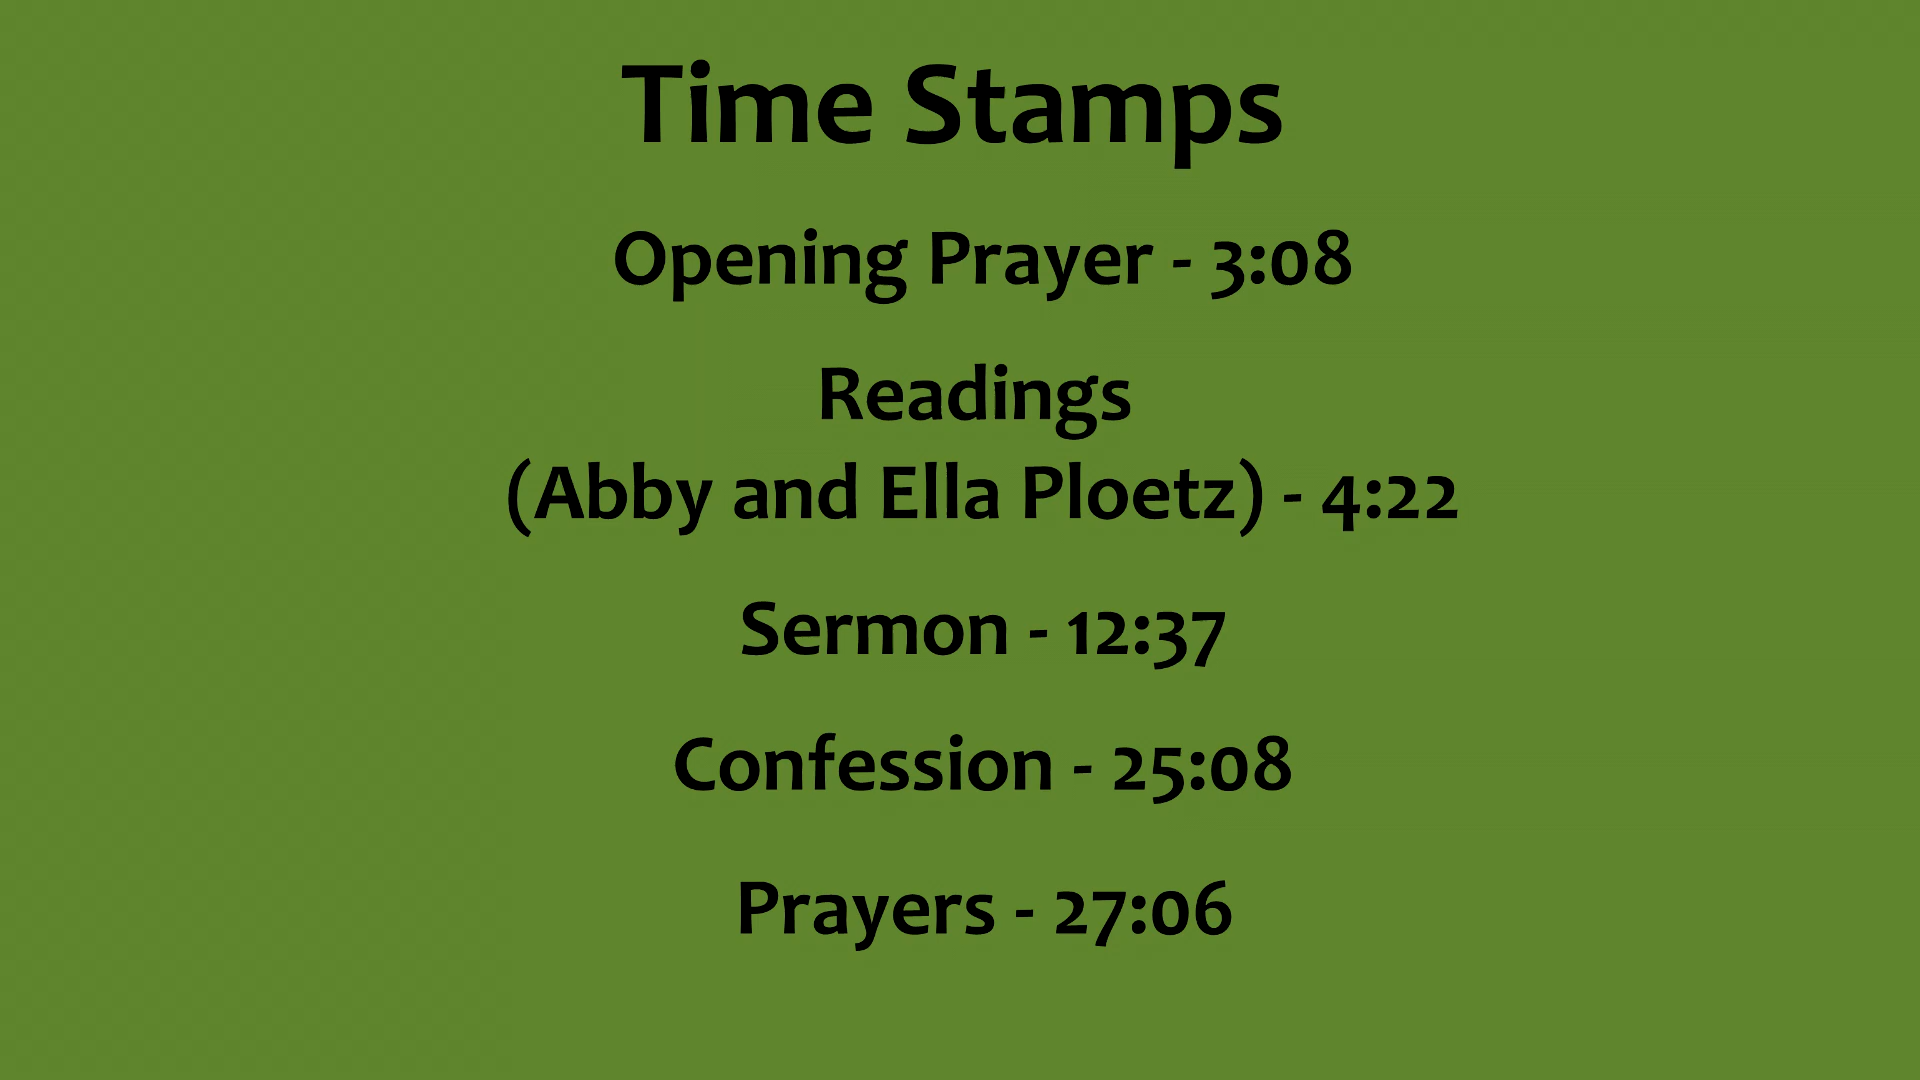 Time Stamps
Opening Prayer - 3:08
Readings
(Abby and Ella Ploetz) - 4:22
Sermon - 12:37
Confession - 25:08
Prayers - 27:06